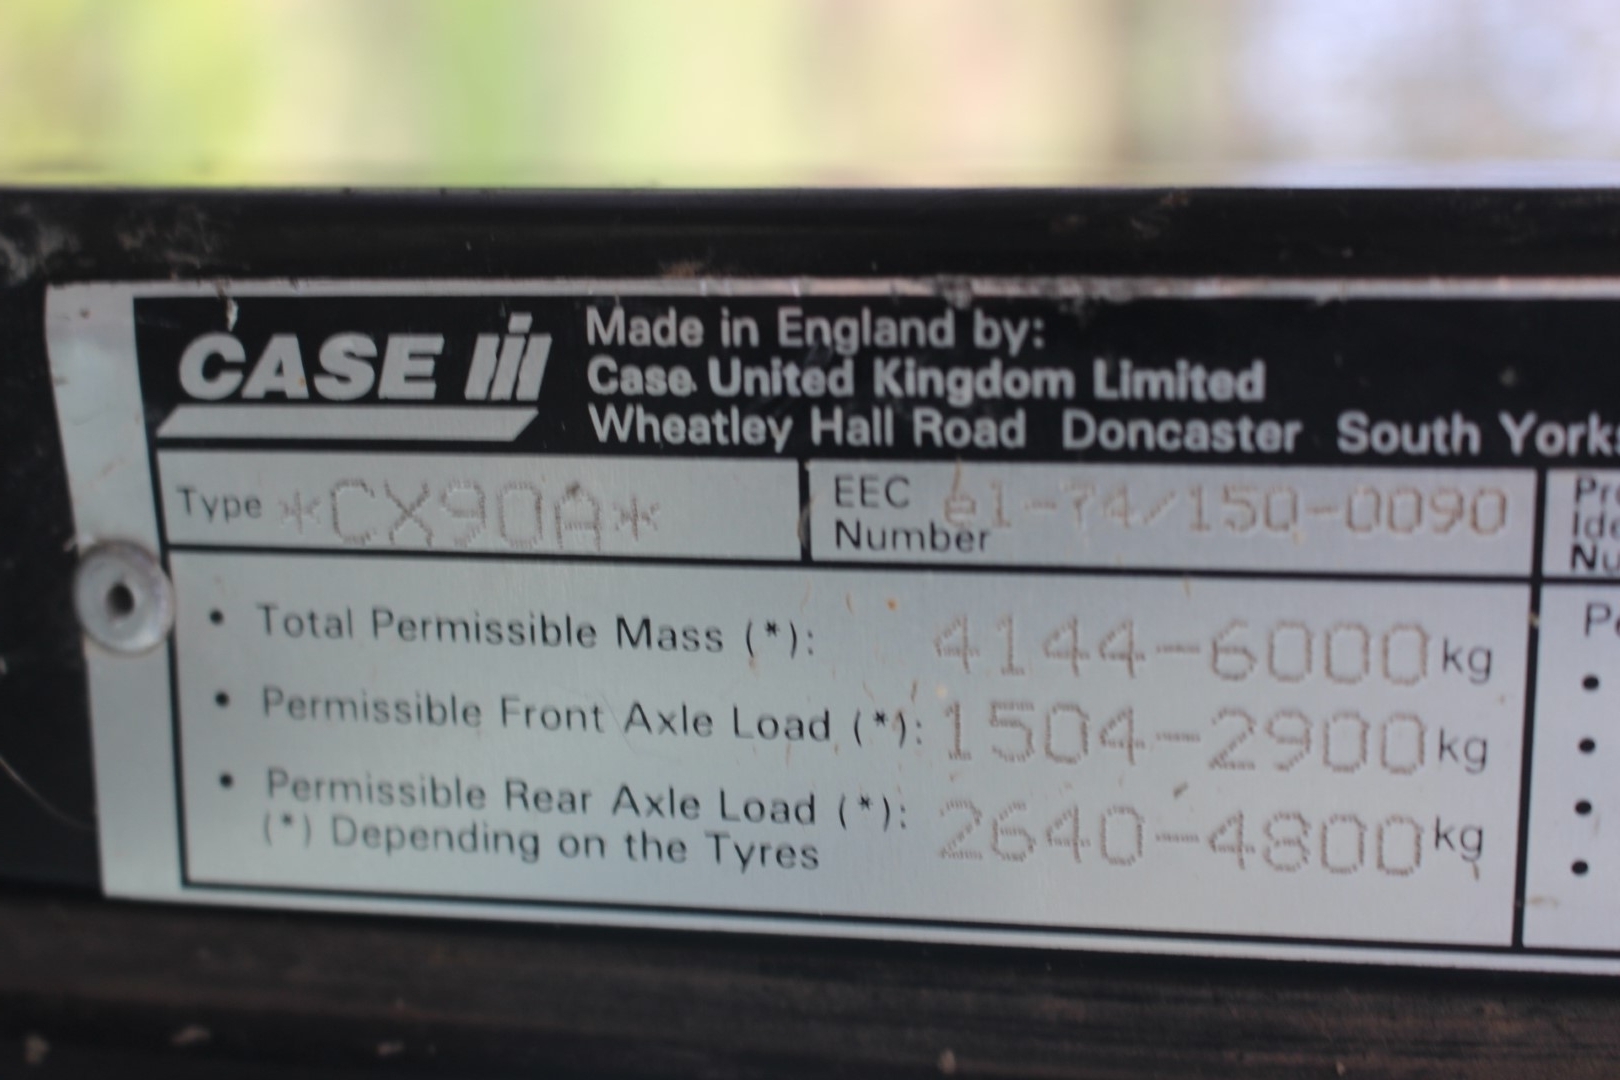 CASE IH
Made in England by:
Case United Kingdom Limited
Wheatley Hall Road Doncaster South Yorks
Type *CX90A*
EEC Number e1-74/150-0090
• Total Permissible Mass (*): 4144-6000kg
• Permissible Front Axle Load (*): 1504-2900kg
• Permissible Rear Axle Load (*): 2640-4800kg
(*) Depending on the Tyres